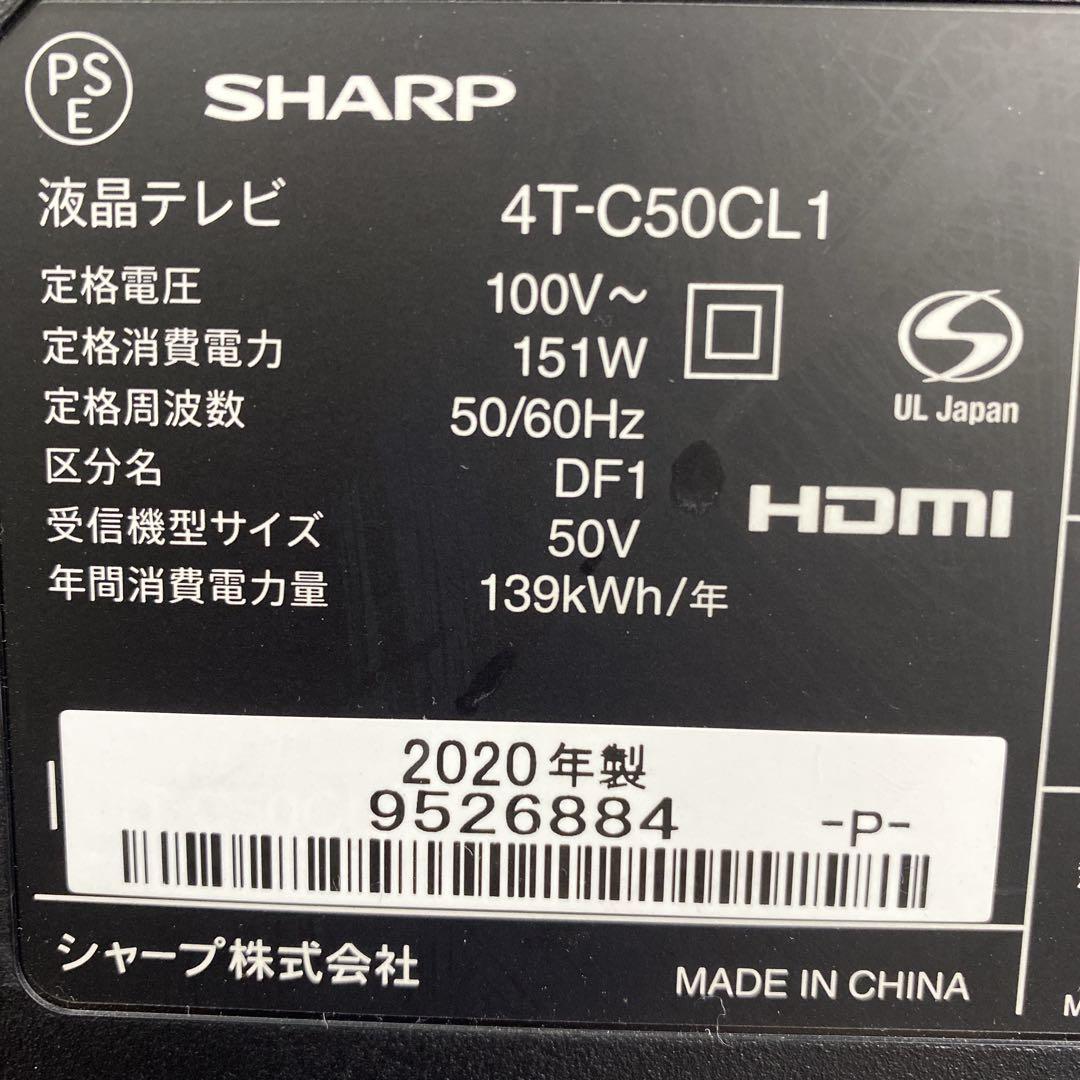 PS
E
SHARP
液晶テレビ 4T-C50CL1
定格電圧 100V～
定格消費電力 151W
定格周波数 50/60Hz
区分名 DF1
受信機型サイズ 50V
年間消費電力量 139kWh/年
UL Japan
HDMI
2020年製
9526884 -P-
シャープ株式会社 MADE IN CHINA